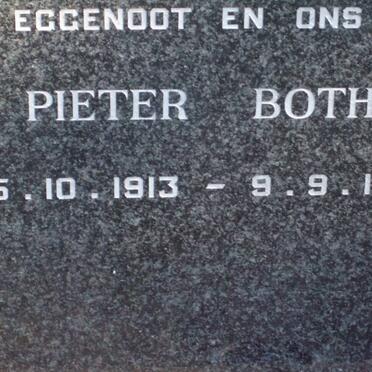 EGGENOOT EN ONS
PIETER BOTH
5.10.1913 - 9.9.1